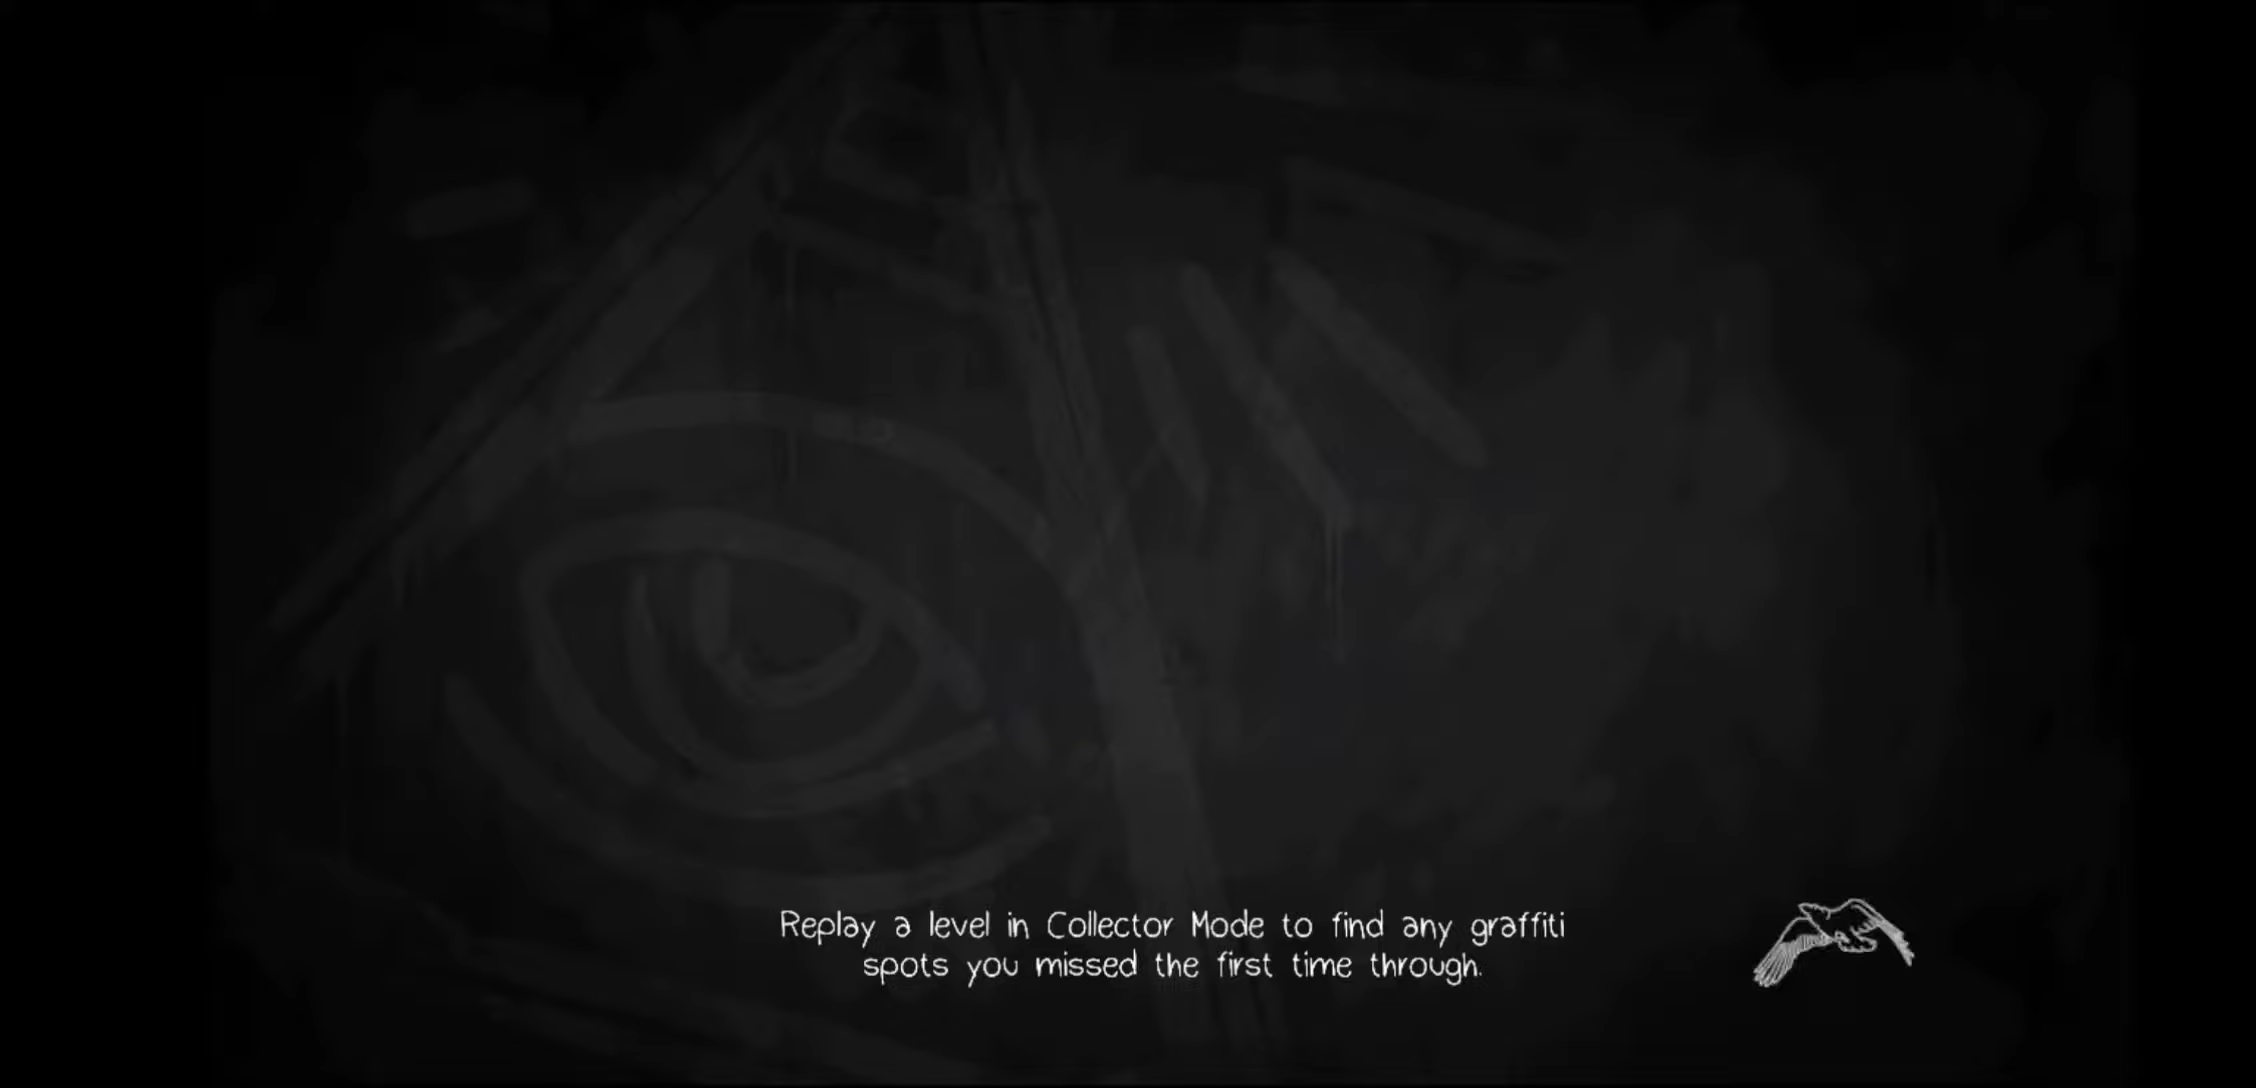 Replay a level in Collector Mode to find any graffiti
spots you missed the first time through.